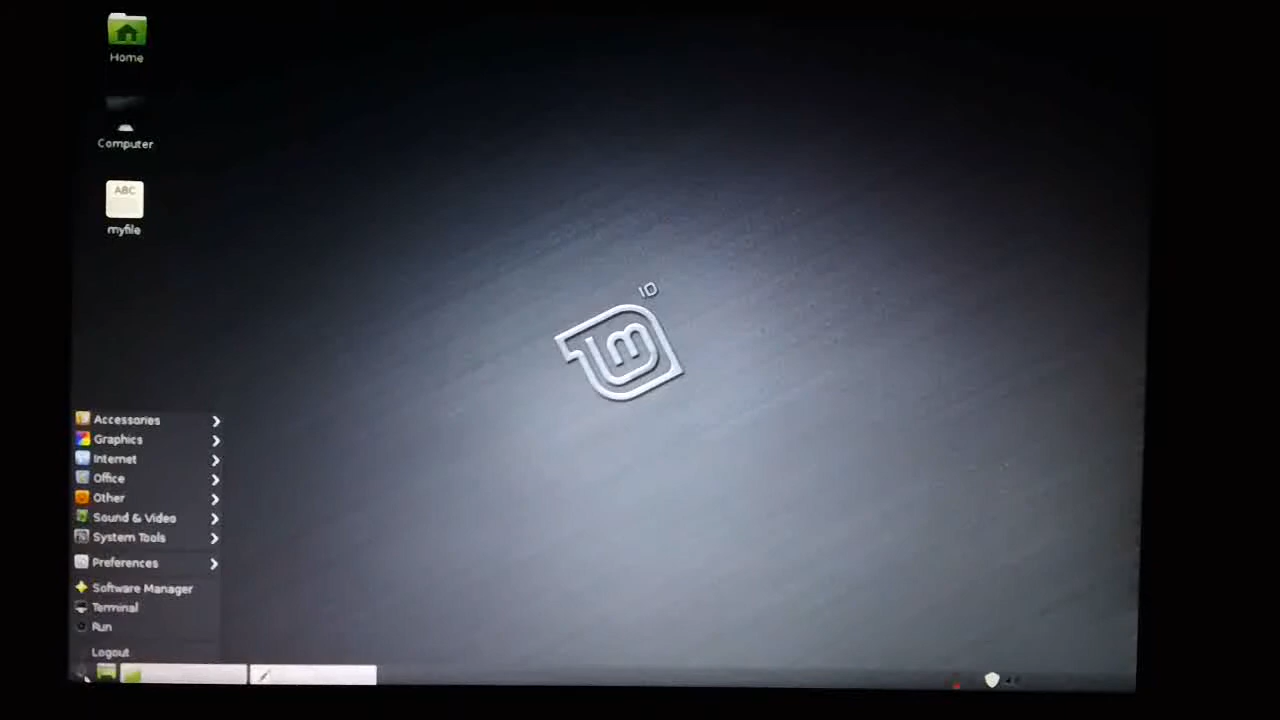 Home
Computer
ABC
myfile
10
Accessories
Graphics
Internet
Office
Other
Sound & Video
System Tools
Preferences
Software Manager
Terminal
Run
Logout